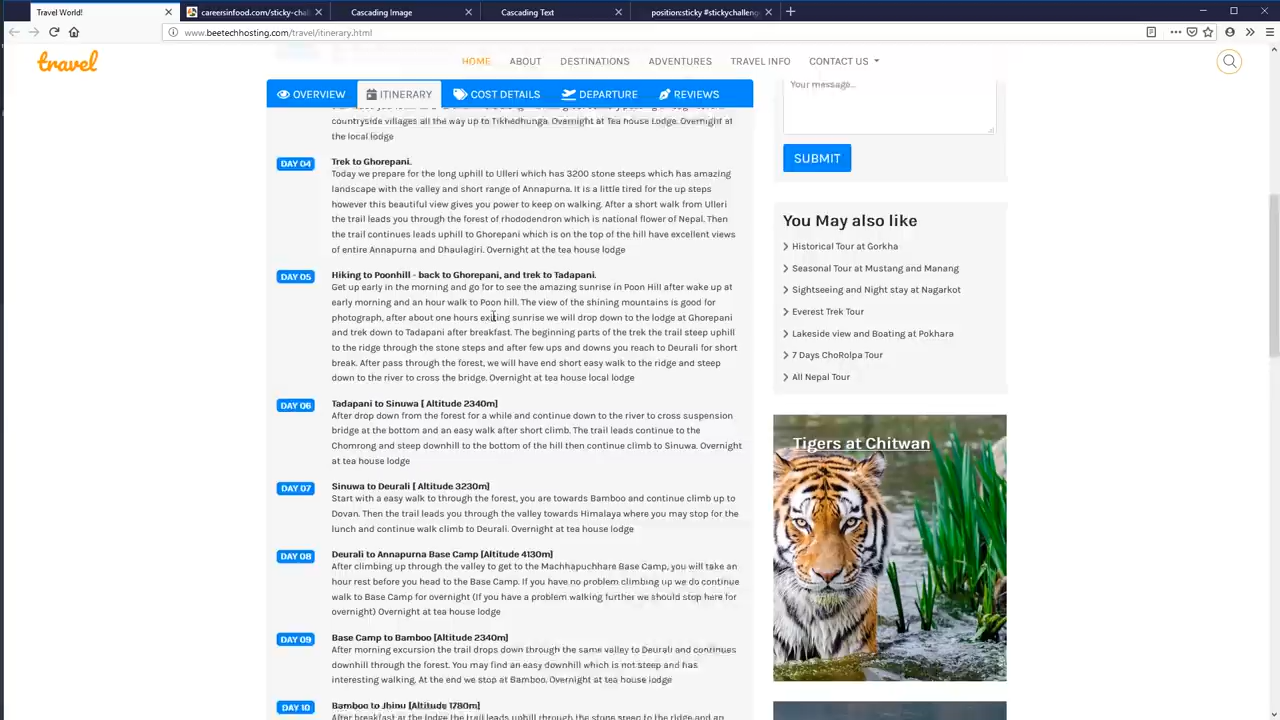 Travel World!
careersinfood.com/sticky-chall
Cascading Image
Cascading Text
position:sticky #stickychalleng
www.beetechhosting.com/travel/itinerary.html
travel
HOME ABOUT DESTINATIONS ADVENTURES TRAVEL INFO CONTACT US
OVERVIEW ITINERARY COST DETAILS DEPARTURE REVIEWS
countryside villages all the way up to Tikhedhunga. Overnight at Tea house Lodge. Overnight at
the local lodge
DAY 04
Trek to Ghorepani.
Today we prepare for the long uphill to Ulleri which has 3200 stone steeps which has amazing
landscape with the valley and short range of Annapurna. It is a little tired for the up steps
however this beautiful view gives you power to keep on walking. After a short walk from Ulleri
the trail leads you through the forest of rhododendron which is national flower of Nepal. Then
the trail continues leads uphill to Ghorepani which is on the top of the hill have excellent views
of entire Annapurna and Dhaulagiri. Overnight at the tea house lodge
DAY 05
Hiking to Poonhill - back to Ghorepani, and trek to Tadapani.
Get up early in the morning and go for to see the amazing sunrise in Poon Hill after wake up at
early morning and an hour walk to Poon hill. The view of the shining mountains is good for
photograph, after about one hours exiting sunrise we will drop down to the lodge at Ghorepani
and trek down to Tadapani after breakfast. The beginning parts of the trek the trail steep uphill
to the ridge through the stone steps and after few ups and downs you reach to Deurali for short
break. After pass through the forest, we will have end short easy walk to the ridge and steep
down to the river to cross the bridge. Overnight at tea house local lodge
DAY 06
Tadapani to Sinuwa [ Altitude 2340m]
After drop down from the forest for a while and continue down to the river to cross suspension
bridge at the bottom and an easy walk after short climb. The trail leads continue to the
Chomrong and steep downhill to the bottom of the hill then continue climb to Sinuwa. Overnight
at tea house lodge
DAY 07
Sinuwa to Deurali [ Altitude 3230m]
Start with a easy walk to through the forest, you are towards Bamboo and continue climb up to
Dovan. Then the trail leads you through the valley towards Himalaya where you may stop for the
lunch and continue walk climb to Deurali. Overnight at tea house lodge
DAY 08
Deurali to Annapurna Base Camp [Altitude 4130m]
After climbing up through the valley to get to the Machhapuchhare Base Camp, you will take an
hour rest before you head to the Base Camp. If you have no problem climbing up we do continue
walk to Base Camp for overnight (If you have a problem walking further we should stop here for
overnight) Overnight at tea house lodge
DAY 09
Base Camp to Bamboo [Altitude 2340m]
After morning excursion the trail drops down through the same valley to Deurali and continues
downhill through the forest. You may find an easy downhill which is not steep and has
interesting walking. At the end we stop at Bamboo. Overnight at tea house lodge
DAY 10
Bamboo to Jhinu [Altitude 1780m]
After breakfast at the lodge the trail leads uphill through the stone steep to the ridge and an
Your message...
SUBMIT
You May also like
Historical Tour at Gorkha
Seasonal Tour at Mustang and Manang
Sightseeing and Night stay at Nagarkot
Everest Trek Tour
Lakeside view and Boating at Pokhara
7 Days ChoRolpa Tour
All Nepal Tour
Tigers at Chitwan